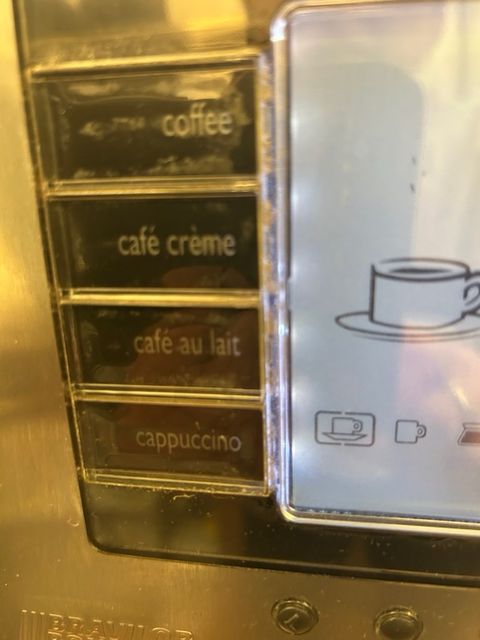 coffee
café crème
café au lait
cappuccino